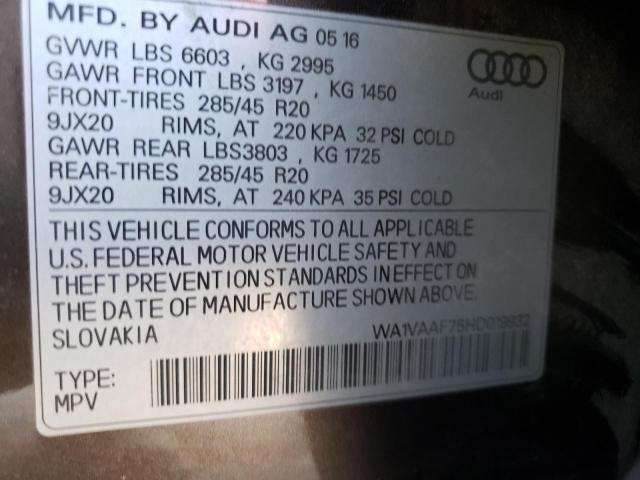 MFD. BY AUDI AG 05 16
GVWR LBS 6603 , KG 2995
GAWR FRONT LBS 3197 , KG 1450
FRONT-TIRES 285/45 R20
9JX20 RIMS, AT 220 KPA 32 PSI COLD
GAWR REAR LBS3803 , KG 1725
REAR-TIRES 285/45 R20
9JX20 RIMS, AT 240 KPA 35 PSI COLD
Audi
THIS VEHICLE CONFORMS TO ALL APPLICABLE
U.S. FEDERAL MOTOR VEHICLE SAFETY AND
THEFT PREVENTION STANDARDS IN EFFECT ON
THE DATE OF MANUFACTURE SHOWN ABOVE.
SLOVAKIA
WA1VAAF75HD019932
TYPE:
MPV